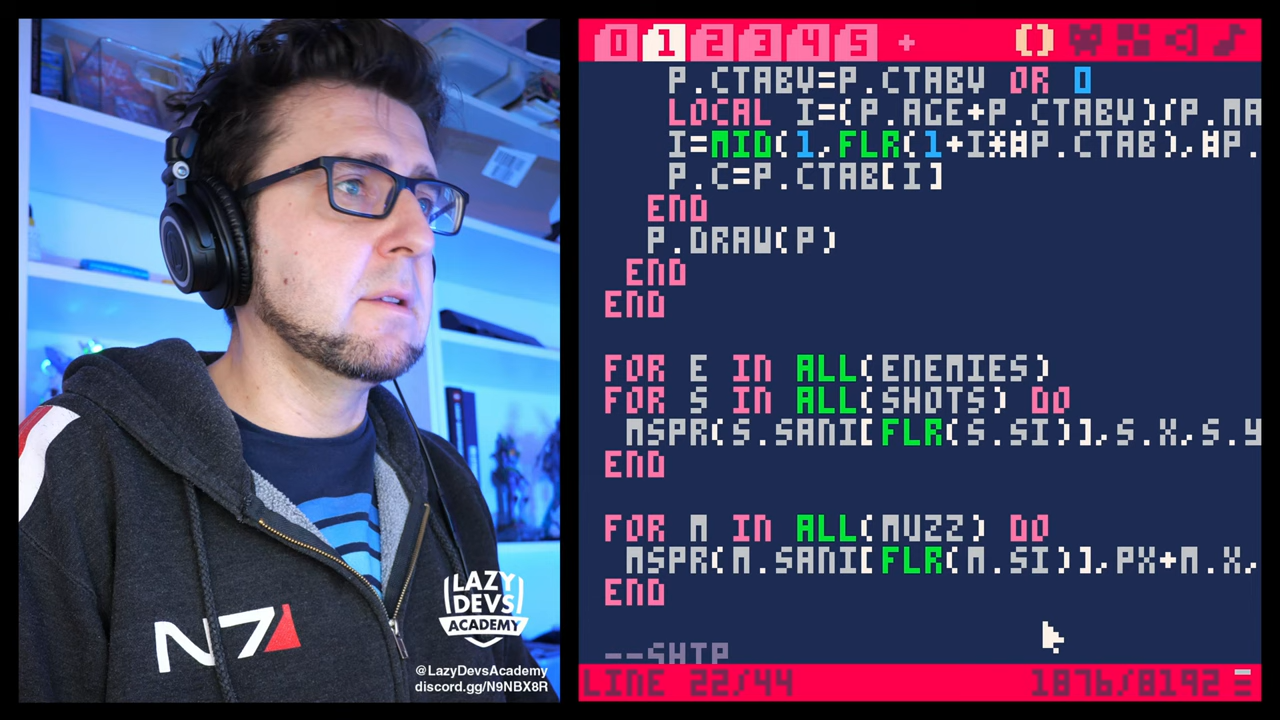 N7
LAZY
DEVS
ACADEMY
@LazyDevsAcademy
discord.gg/N9NBX8R
0 1 2 3 4 5 +
P.CTABV=P.CTABV OR 0
LOCAL I=(P.AGE+P.CTABV)/P.MA
I=MID(1,FLR(1+I*#P.CTAB),#P.
P.C=P.CTAB[I]
END
P.DRAW(P)
END
END
FOR E IN ALL(ENEMIES)
FOR S IN ALL(SHOTS) DO
MSPR(S.SANI[FLR(S.SI)],S.X,S.Y
END
FOR M IN ALL(MUZZ) DO
MSPR(M.SANI[FLR(M.SI)],PX+M.X,
END
--SHIP
LINE 22/44
1876/8192